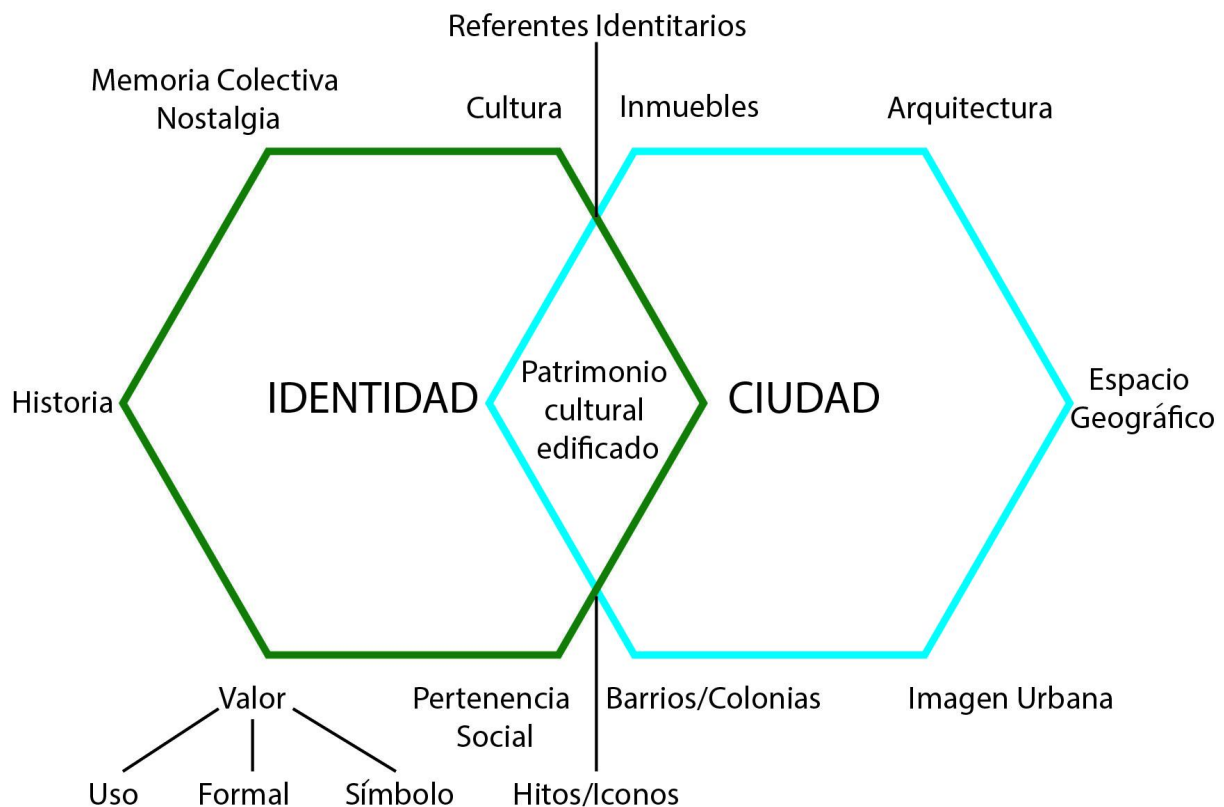 Referentes Identitarios
Memoria Colectiva
Nostalgia
Cultura
Inmuebles
Arquitectura
Historia
IDENTIDAD
Patrimonio
cultural
edificado
CIUDAD
Espacio
Geográfico
Valor
Pertenencia
Social
Barrios/Colonias
Imagen Urbana
Uso
Formal
Símbolo
Hitos/Iconos